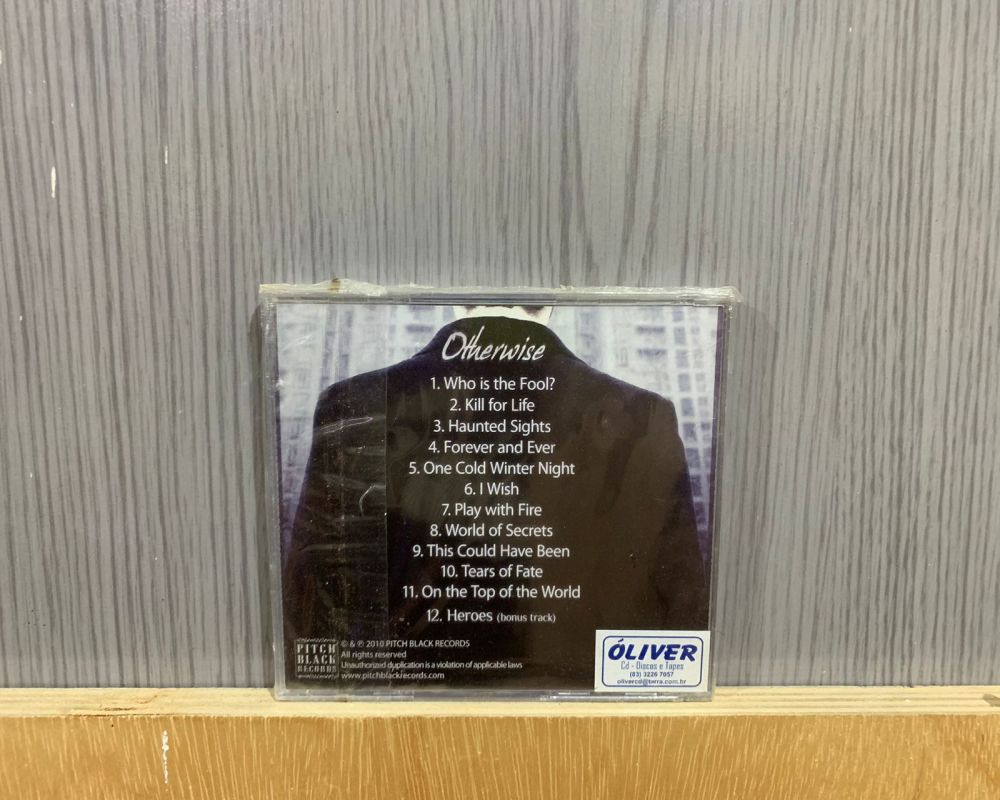 Otherwise
1. Who is the Fool?
2. Kill for Life
3. Haunted Sights
4. Forever and Ever
5. One Cold Winter Night
6. I Wish
7. Play with Fire
8. World of Secrets
9. This Could Have Been
10. Tears of Fate
11. On the Top of the World
12. Heroes (bonus track)
PITCH
BLACK
RECORDS
© & ℗ 2010 PITCH BLACK RECORDS
All rights reserved
Unauthorized duplication is a violation of applicable laws
www.pitchblackrecords.com
ÓLIVER
Cd - Discos e Tapes
(83) 3226 7057
olivercd@terra.com.br